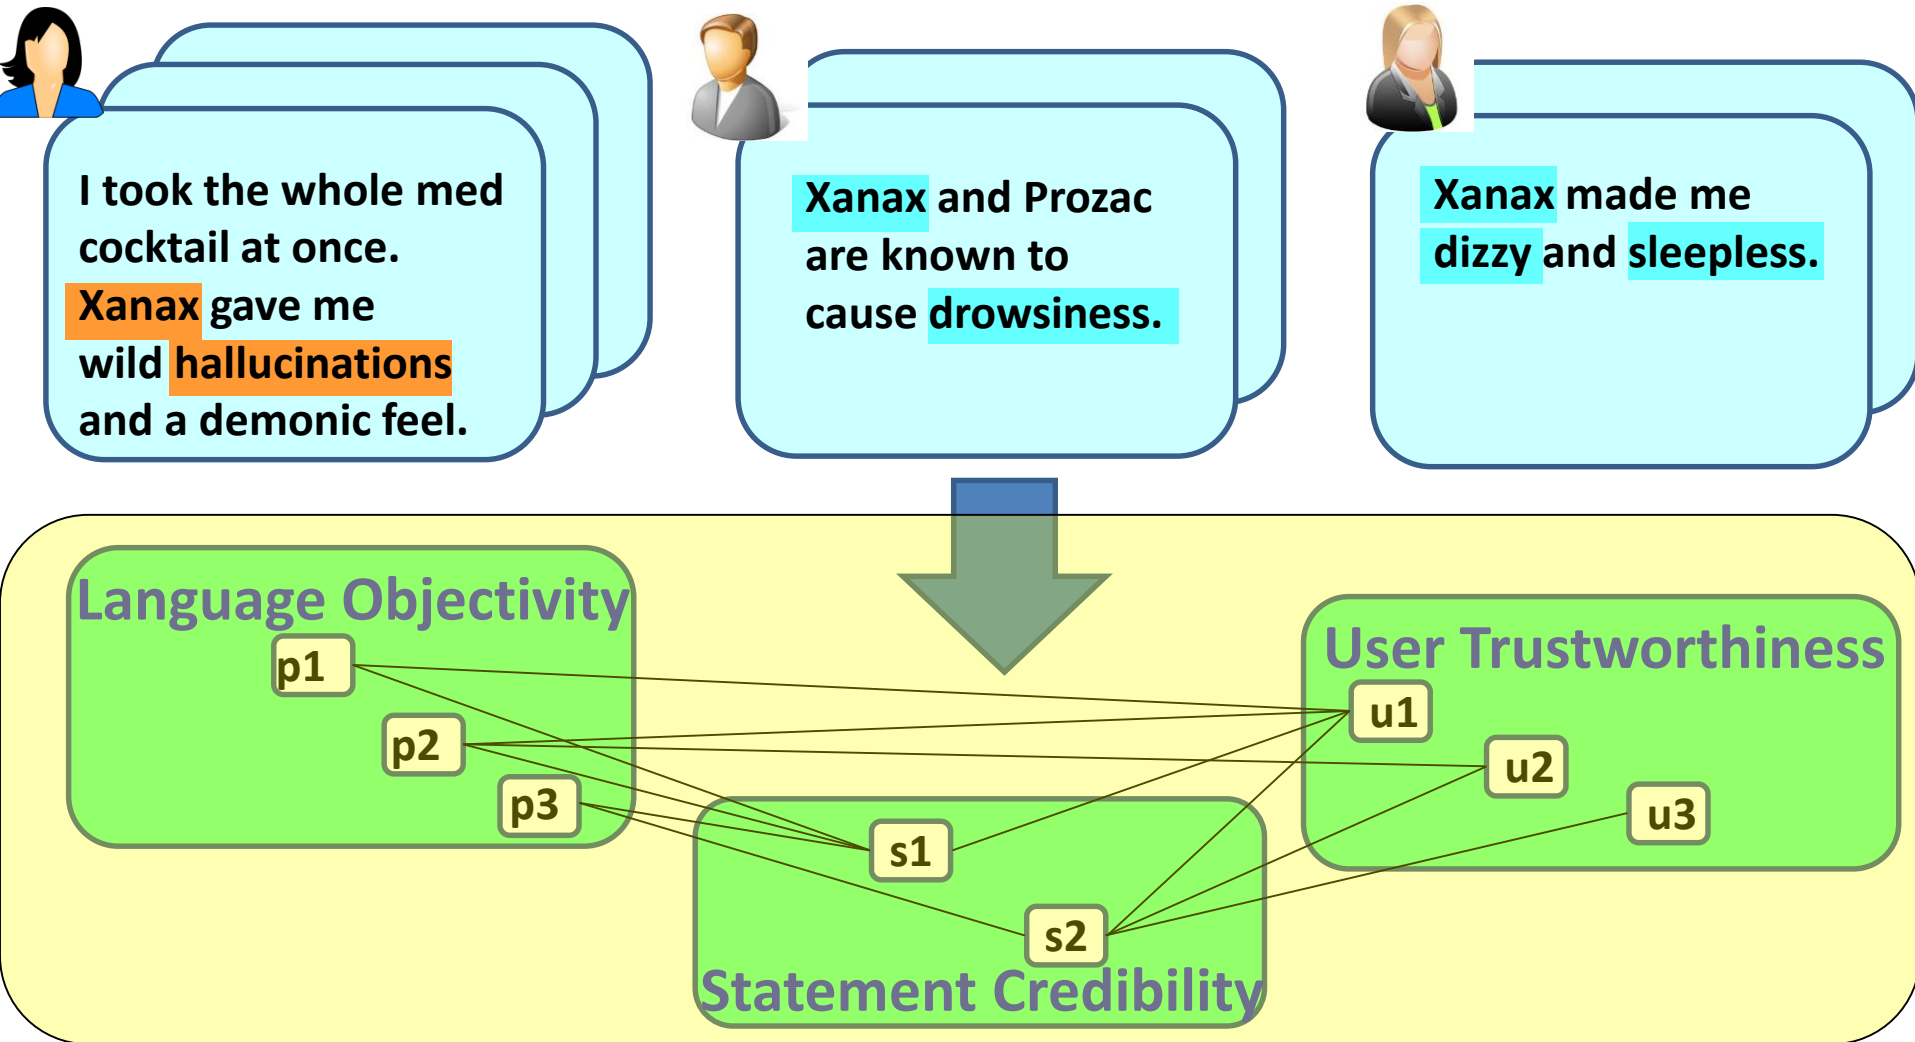 I took the whole med
cocktail at once.
Xanax gave me
wild hallucinations
and a demonic feel.
Xanax and Prozac
are known to
cause drowsiness.
Xanax made me
dizzy and sleepless.
Language Objectivity
p1
p2
p3
User Trustworthiness
u1
u2
u3
s1
s2
Statement Credibility